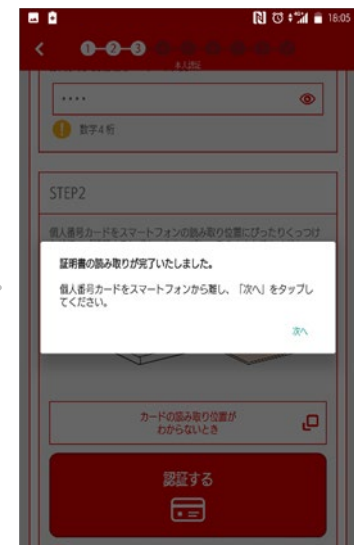 18:05
1 2 3
本人認証
....
数字4桁
STEP2
個人番号カードをスマートフォンの読み取り位置にぴったりくっつけ
証明書の読み取りが完了いたしました。
個人番号カードをスマートフォンから離し、「次へ」をタップし
てください。
次へ
カードの読み取り位置が
わからないとき
認証する